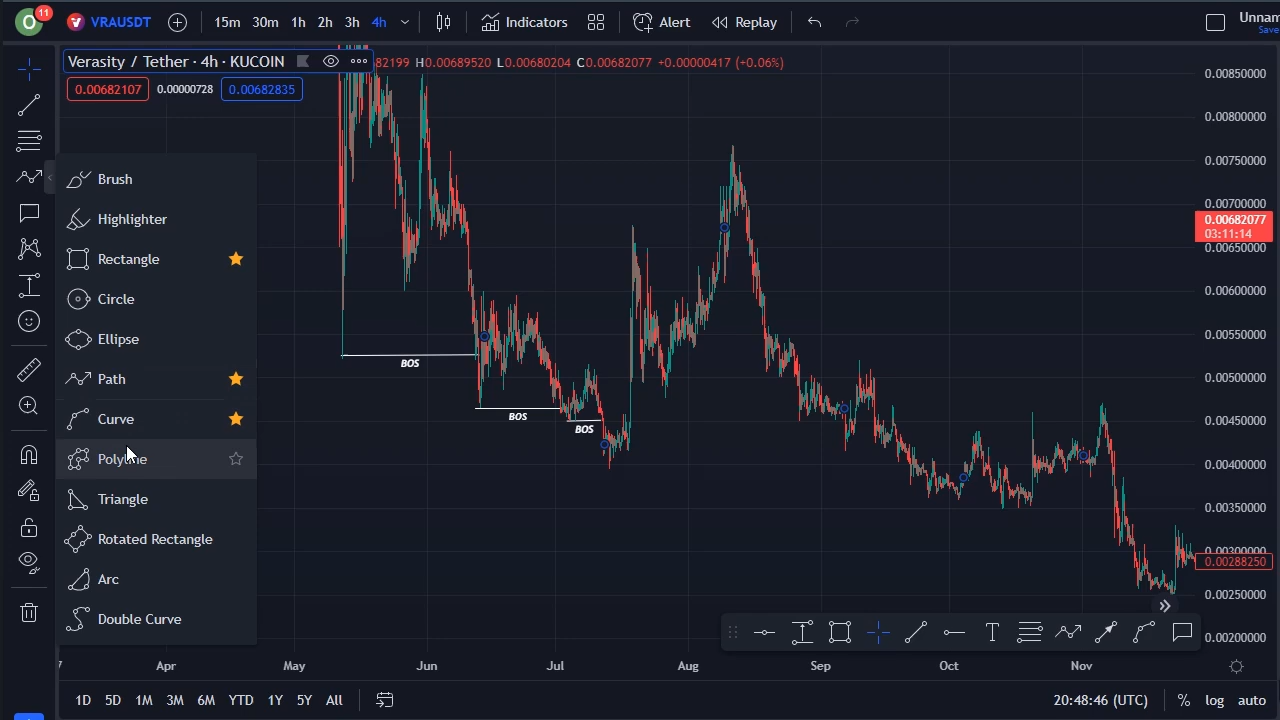 O 11 VRAUSDT 15m 30m 1h 2h 3h 4h Indicators Alert Replay Unnam
Save
Verasity / Tether · 4h · KUCOIN 82199 H0.00689520 L0.00680204 C0.00682077 +0.00000417 (+0.06%)
0.00682107 0.00000728 0.00682835
0.00850000
0.00800000
0.00750000
0.00700000
0.00682077
03:11:14
0.00650000
0.00600000
0.00550000
0.00500000
0.00450000
0.00400000
0.00350000
0.00300000
0.00288250
0.00250000
0.00200000
Brush
Highlighter
Rectangle
Circle
Ellipse
Path
Curve
Polyline
Triangle
Rotated Rectangle
Arc
Double Curve
BOS
BOS
BOS
T
7 Apr May Jun Jul Aug Sep Oct Nov
1D 5D 1M 3M 6M YTD 1Y 5Y All 20:48:46 (UTC) % log auto